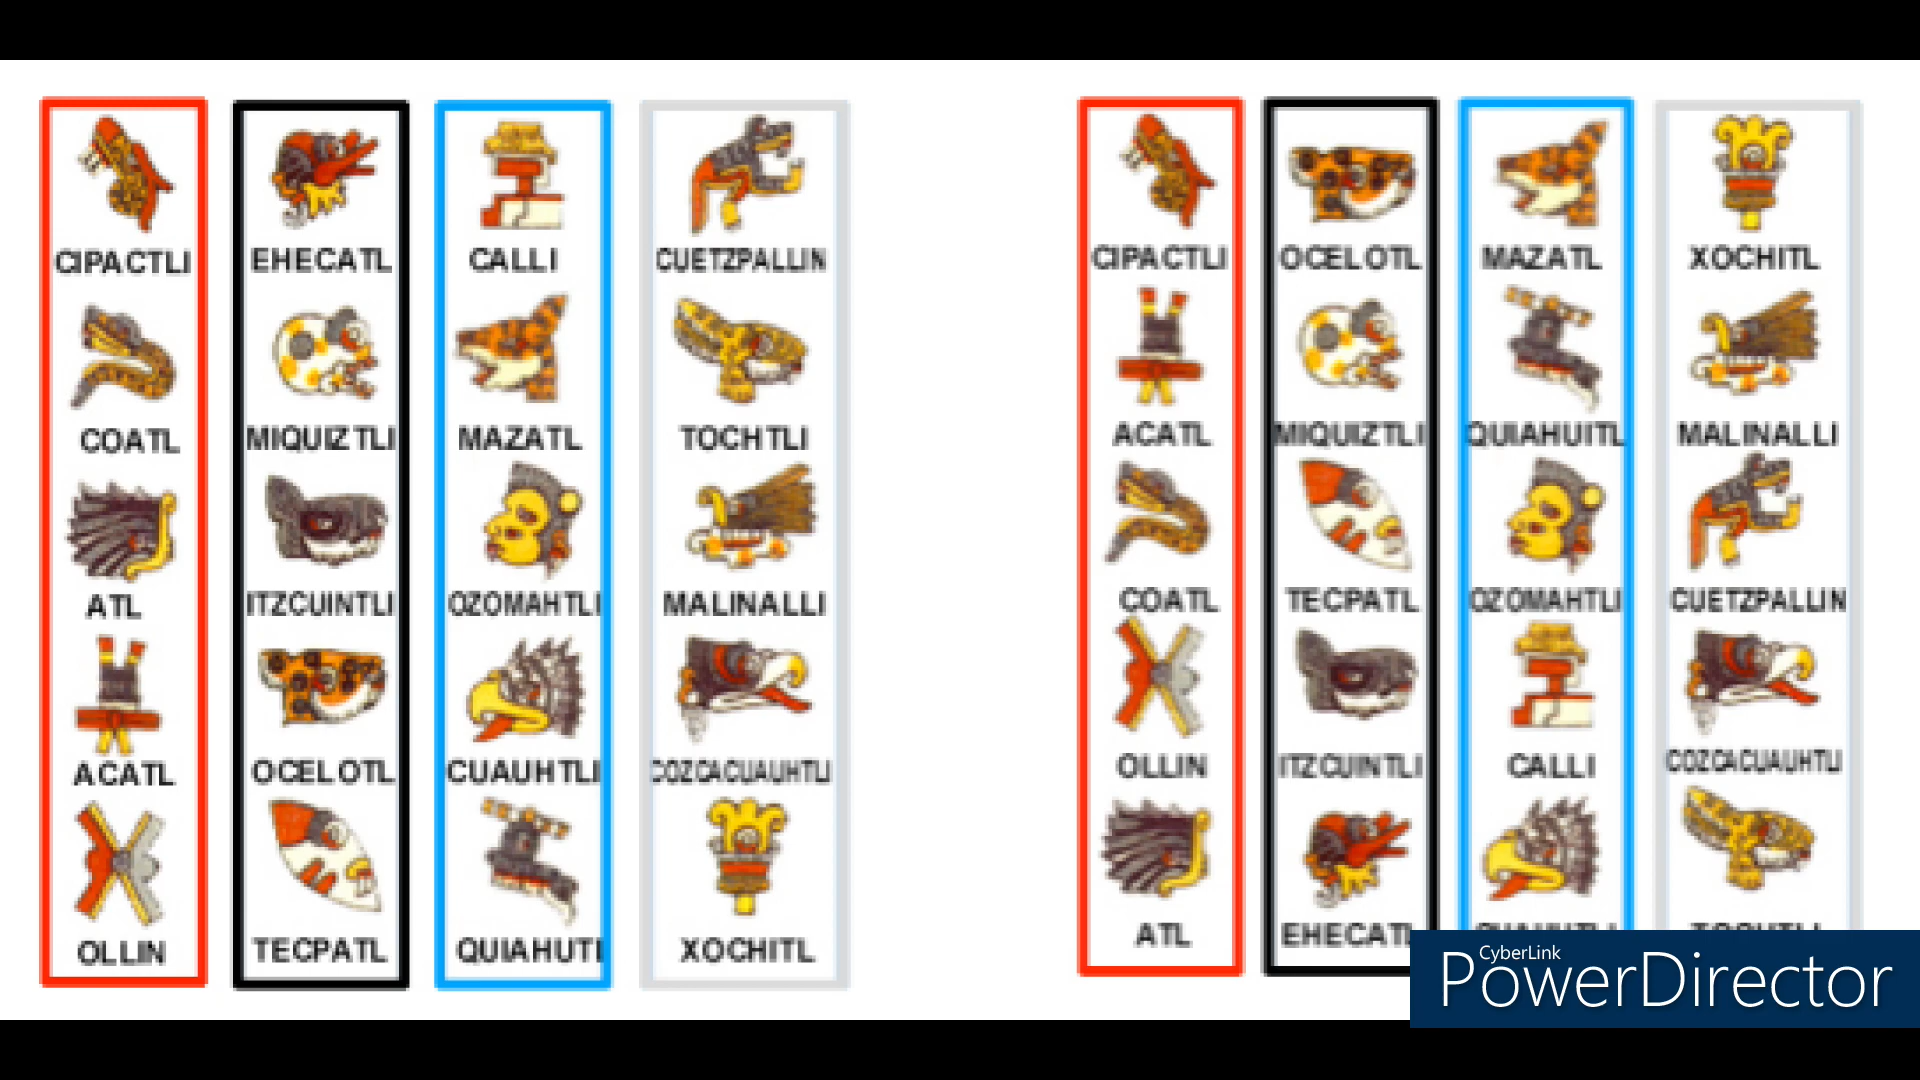 CIPACTLI EHECATL CALLI CUETZPALLIN
COATL MIQUIZTLI MAZATL TOCHTLI
ATL ITZCUINTLI OZOMAHTLI MALINALLI
ACATL OCELOTL CUAUHTLI COZCACUAUHTLI
OLLIN TECPATL QUIAHUTI XOCHITL
CIPACTLI OCELOTL MAZATL XOCHITL
ACATL MIQUIZTLI QUIAHUITL MALINALLI
COATL TECPATL OZOMAHTLI CUETZPALLIN
OLLIN ITZCUINTLI CALLI COZCACUAUHTLI
ATL EHECATL
CyberLink
PowerDirector